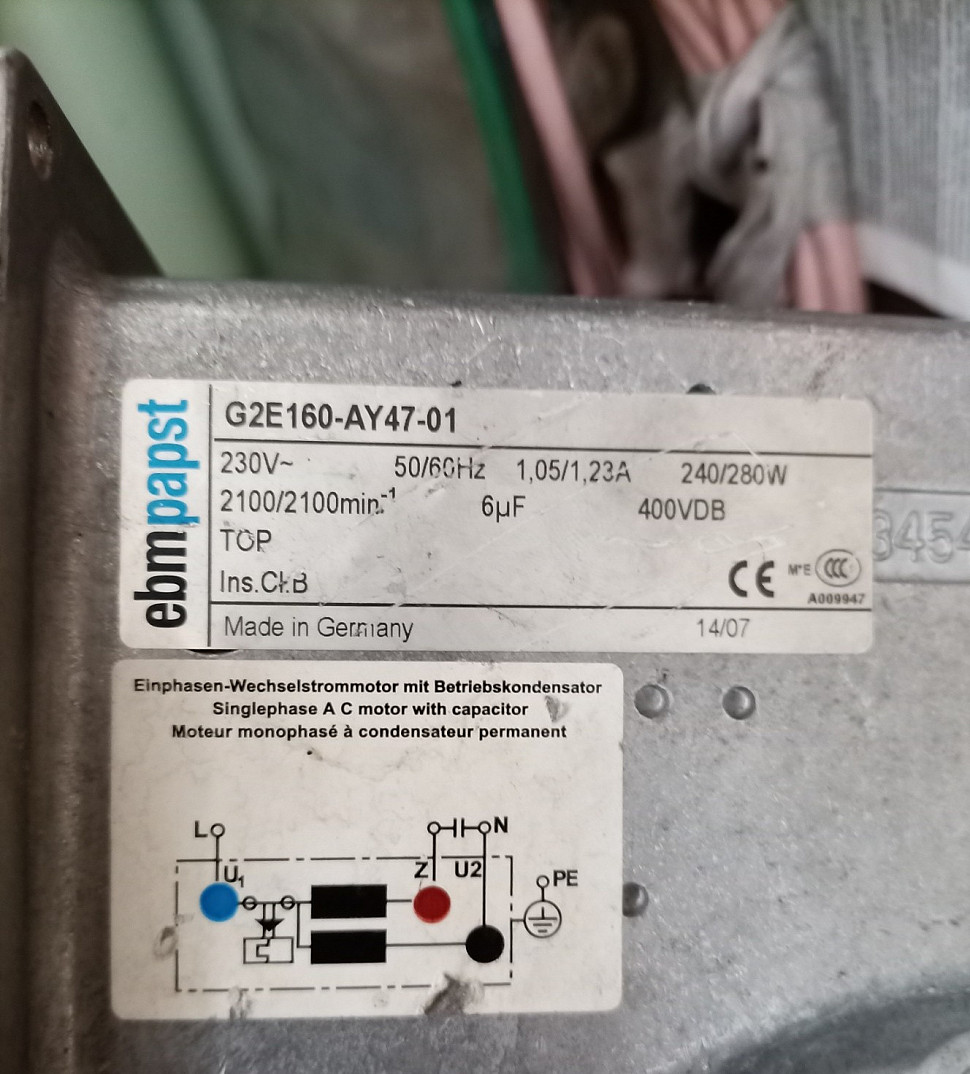 ebmpapst
G2E160-AY47-01
230V~ 50/60Hz 1,05/1,23A 240/280W
2100/2100min.⁻¹ 6µF 400VDB
TOP
Ins.Cl.B
CE M*E CCC
A009947
Made in Germany 14/07
3454
Einphasen-Wechselstrommotor mit Betriebskondensator
Singlephase A C motor with capacitor
Moteur monophasé à condensateur permanent
L N
U₁ Z U2
PE